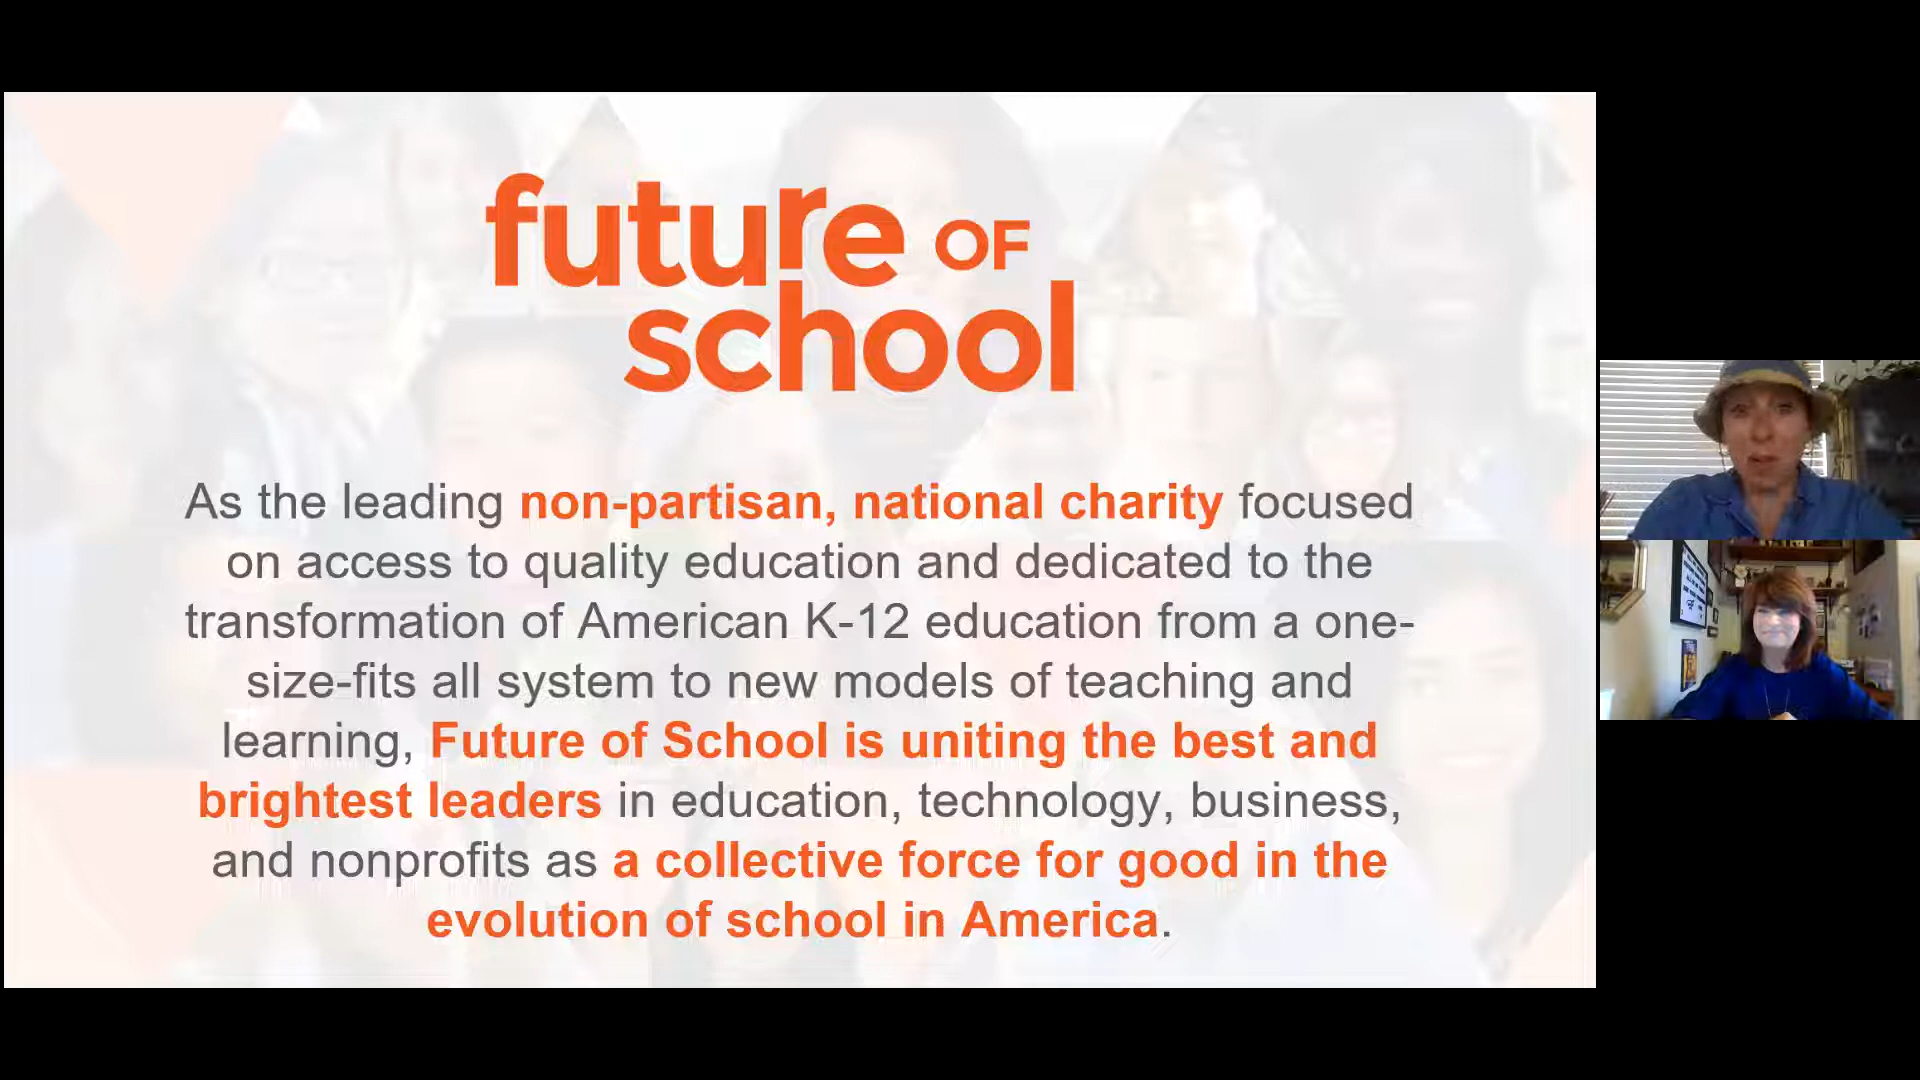 future OF
school
As the leading non-partisan, national charity focused
on access to quality education and dedicated to the
transformation of American K-12 education from a one-
size-fits all system to new models of teaching and
learning, Future of School is uniting the best and
brightest leaders in education, technology, business,
and nonprofits as a collective force for good in the
evolution of school in America.